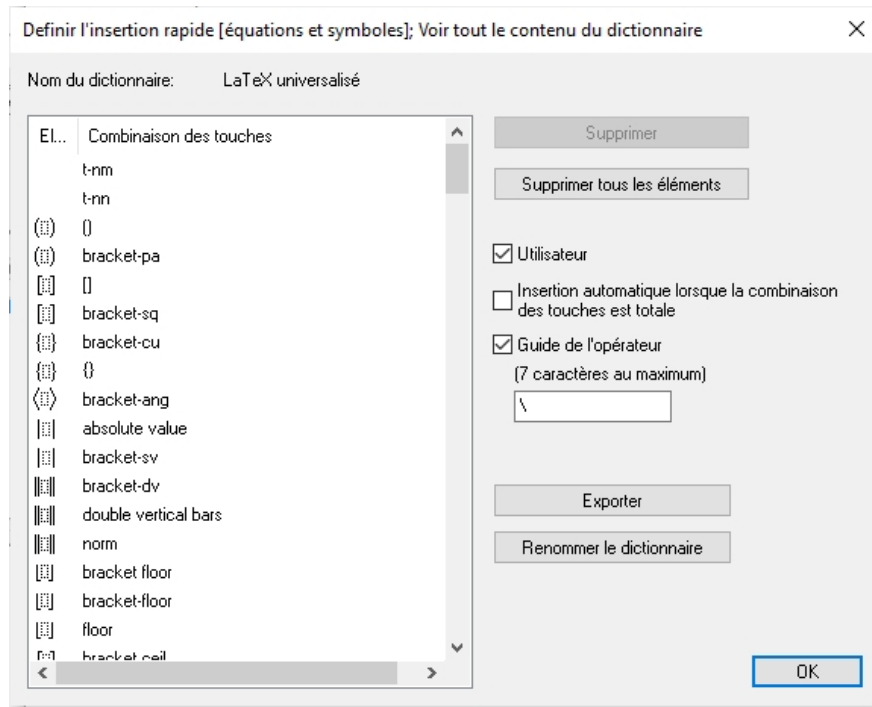 Definir l'insertion rapide [équations et symboles]; Voir tout le contenu du dictionnaire
Nom du dictionnaire: LaTeX universalisé
El... Combinaison des touches
t-nm
t-nn
() ()
() bracket-pa
[] []
[] bracket-sq
{} bracket-cu
{} {}
⟨⟩ bracket-ang
|| absolute value
|| bracket-sv
‖‖ bracket-dv
‖‖ double vertical bars
‖‖ norm
⌊⌋ bracket floor
⌊⌋ bracket-floor
⌊⌋ floor
⌈⌉ bracket ceil
Supprimer
Supprimer tous les éléments
Utilisateur
Insertion automatique lorsque la combinaison
des touches est totale
Guide de l'opérateur
(7 caractères au maximum)
\
Exporter
Renommer le dictionnaire
OK